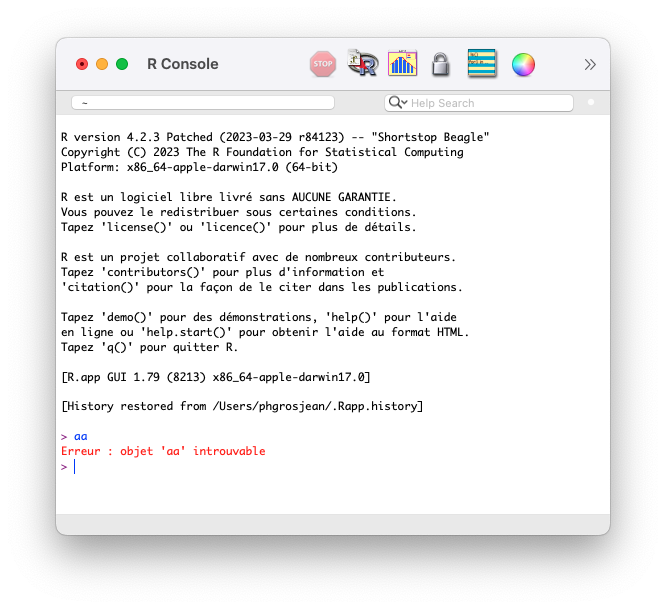 R Console
STOP
~
Help Search
R version 4.2.3 Patched (2023-03-29 r84123) -- "Shortstop Beagle"
Copyright (C) 2023 The R Foundation for Statistical Computing
Platform: x86_64-apple-darwin17.0 (64-bit)
R est un logiciel libre livré sans AUCUNE GARANTIE.
Vous pouvez le redistribuer sous certaines conditions.
Tapez 'license()' ou 'licence()' pour plus de détails.
R est un projet collaboratif avec de nombreux contributeurs.
Tapez 'contributors()' pour plus d'information et
'citation()' pour la façon de le citer dans les publications.
Tapez 'demo()' pour des démonstrations, 'help()' pour l'aide
en ligne ou 'help.start()' pour obtenir l'aide au format HTML.
Tapez 'q()' pour quitter R.
[R.app GUI 1.79 (8213) x86_64-apple-darwin17.0]
[History restored from /Users/phgrosjean/.Rapp.history]
> aa
Erreur : objet 'aa' introuvable
>